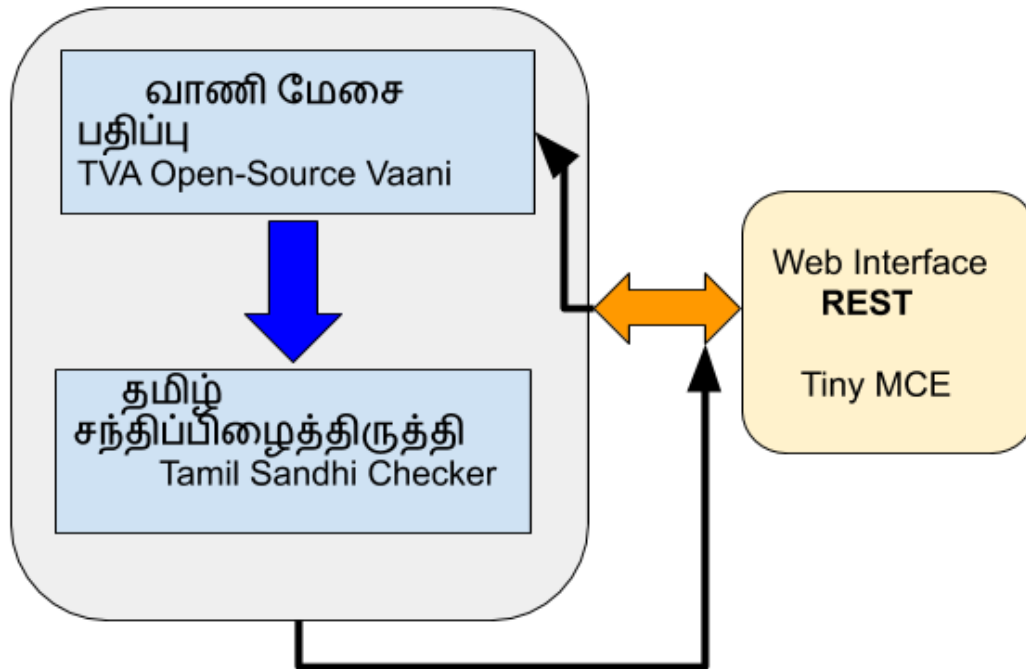 வாணி மேசை
பதிப்பு
TVA Open-Source Vaani
தமிழ்
சந்திப்பிழைத்திருத்தி
Tamil Sandhi Checker
Web Interface
REST
Tiny MCE